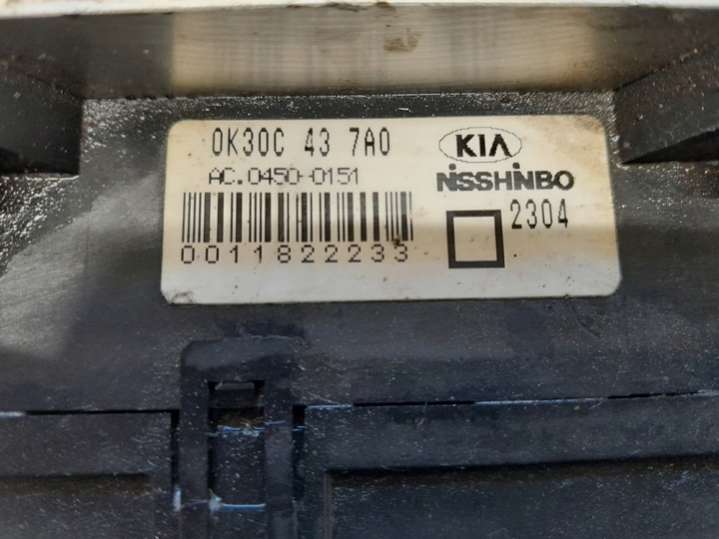 0K30C 43 7A0
KIA
AC.0450-0151
NiSSHiNBO
2304
0011822233